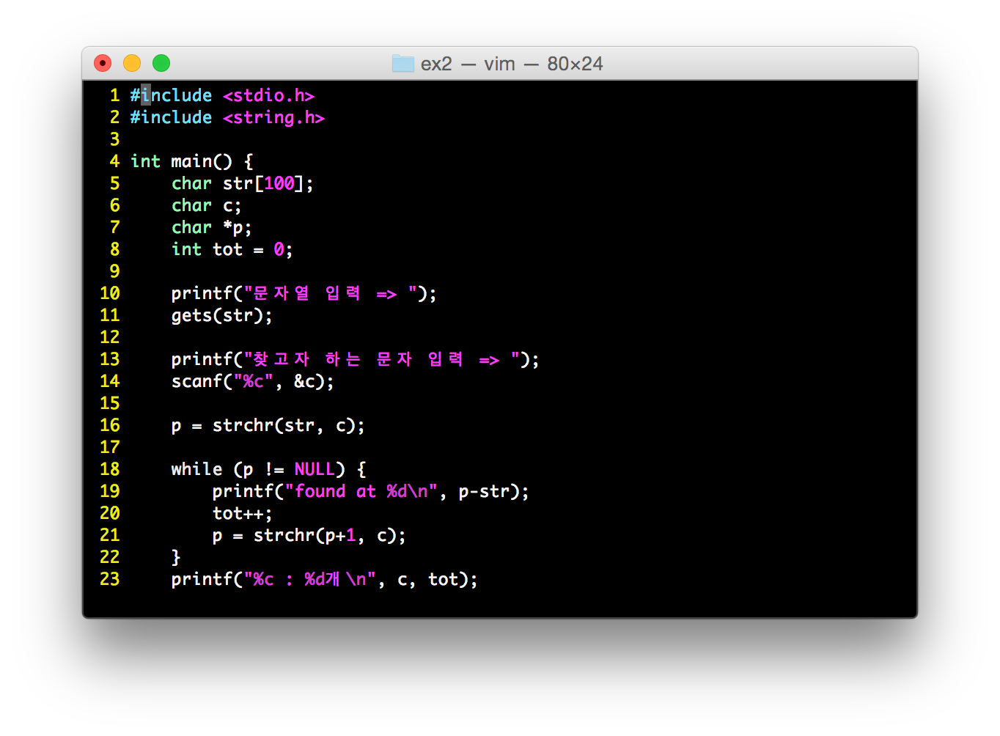 ex2 — vim — 80×24
1 #include <stdio.h>
2 #include <string.h>
3
4 int main() {
5     char str[100];
6     char c;
7     char *p;
8     int tot = 0;
9
10     printf("문자열 입력 => ");
11     gets(str);
12
13     printf("찾고자 하는 문자 입력 => ");
14     scanf("%c", &c);
15
16     p = strchr(str, c);
17
18     while (p != NULL) {
19         printf("found at %d\n", p-str);
20         tot++;
21         p = strchr(p+1, c);
22     }
23     printf("%c : %d개\n", c, tot);